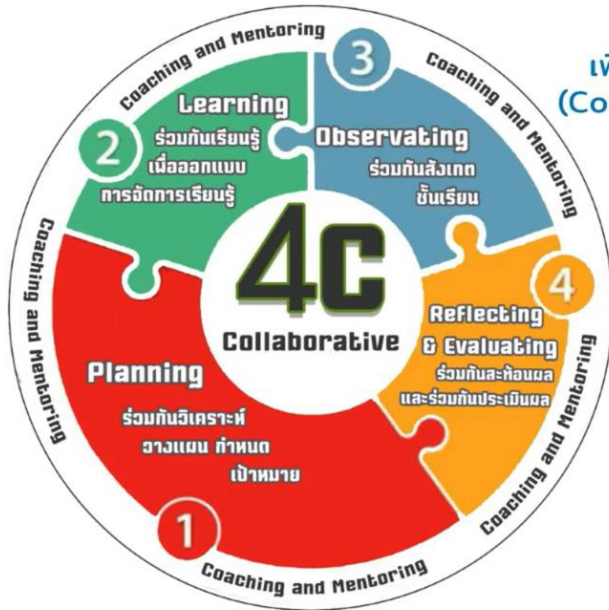 4C
Collaborative
1
Planning
ร่วมกันวิเคราะห์
วางแผน กำหนด
เป้าหมาย
2
Learning
ร่วมกันเรียนรู้
เพื่อออกแบบ
การจัดการเรียนรู้
3
Observating
ร่วมกันสังเกต
ชั้นเรียน
4
Reflecting
& Evaluating
ร่วมกันสะท้อนผล
และร่วมกันประเมินผล
Coaching and Mentoring
Coaching and Mentoring
Coaching and Mentoring
Coaching and Mentoring
Coaching and Mentoring